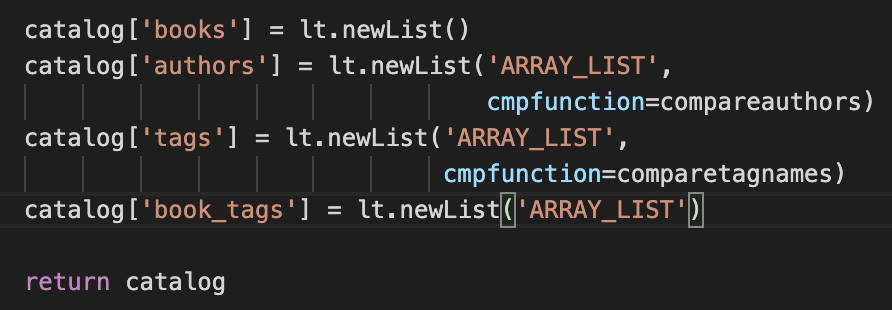 catalog['books'] = lt.newList()
catalog['authors'] = lt.newList('ARRAY_LIST',
cmpfunction=compareauthors)
catalog['tags'] = lt.newList('ARRAY_LIST',
cmpfunction=comparetagnames)
catalog['book_tags'] = lt.newList('ARRAY_LIST')
return catalog